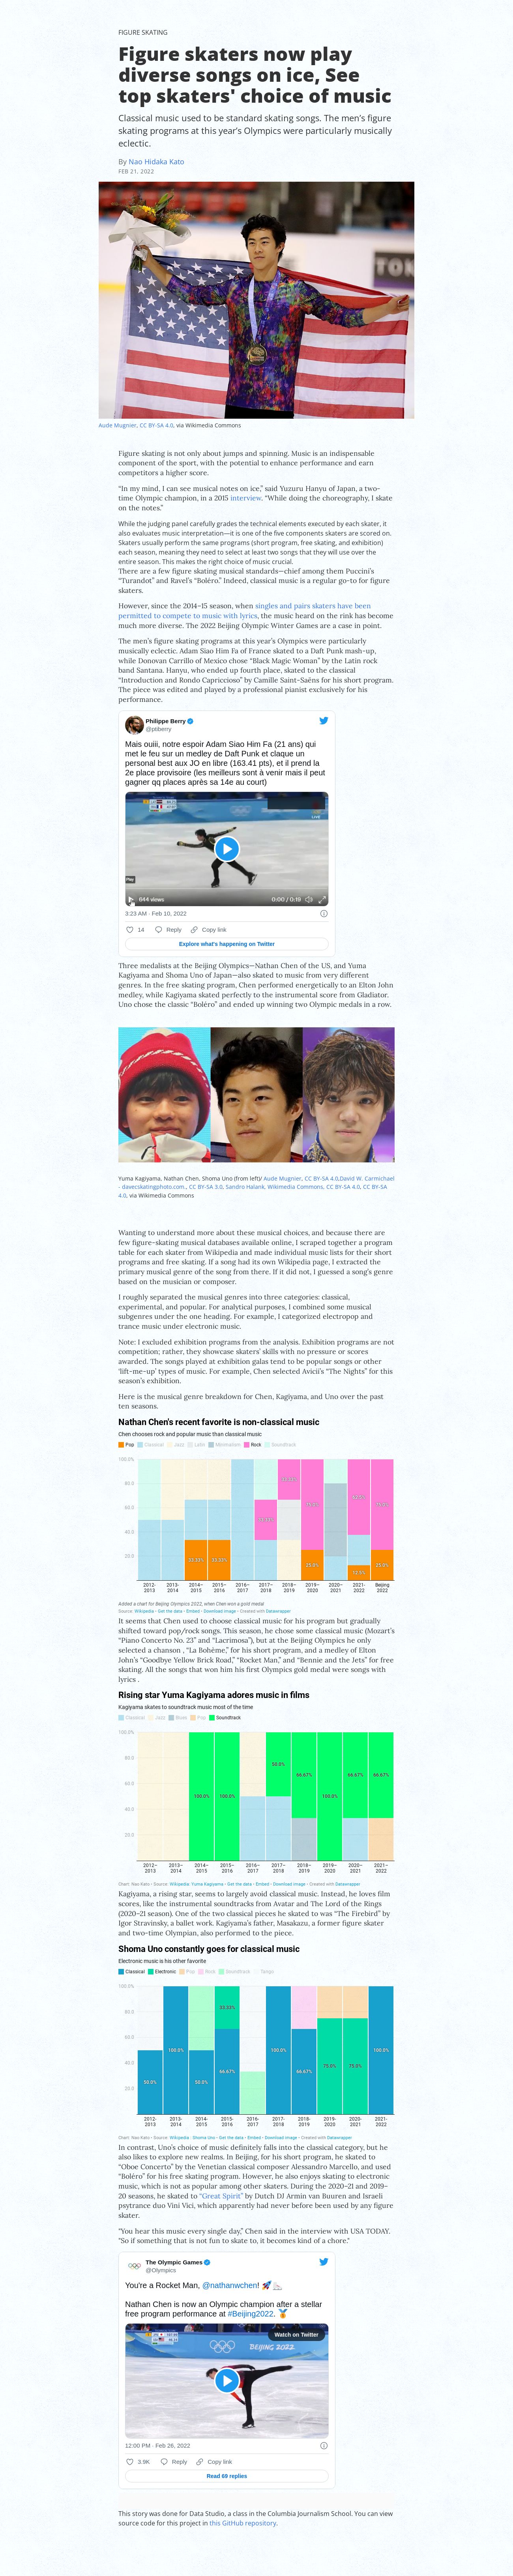 FIGURE SKATING
Figure skaters now play
diverse songs on ice, See
top skaters' choice of music
Classical music used to be standard skating songs. The men's figure
skating programs at this year's Olympics were particularly musically
eclectic.
By Nao Hidaka Kato
FEB 21, 2022
Aude Mugnier, CC BY-SA 4.0, via Wikimedia Commons
Figure skating is not only about jumps and spinning. Music is an indispensable
component of the sport, with the potential to enhance performance and earn
competitors a higher score.
“In my mind, I can see musical notes on ice,” said Yuzuru Hanyu of Japan, a two-
time Olympic champion, in a 2015 interview. “While doing the choreography, I skate
on the notes.”
While the judging panel carefully grades the technical elements executed by each skater, it
also evaluates music interpretation—it is one of the five components skaters are scored on.
Skaters usually perform the same programs (short program, free skating, and exhibition)
each season, meaning they need to select at least two songs that they will use over the
entire season. This makes the right choice of music crucial.
There are a few figure skating musical standards—chief among them Puccini's
“Turandot” and Ravel's “Boléro.” Indeed, classical music is a regular go-to for figure
skaters.
However, since the 2014-15 season, when singles and pairs skaters have been
permitted to compete to music with lyrics, the music heard on the rink has become
much more diverse. The 2022 Beijing Olympic Winter Games are a case in point.
The men's figure skating programs at this year's Olympics were particularly
musically eclectic. Adam Siao Him Fa of France skated to a Daft Punk mash-up,
while Donovan Carrillo of Mexico chose “Black Magic Woman” by the Latin rock
band Santana. Hanyu, who ended up fourth place, skated to the classical
“Introduction and Rondo Capriccioso” by Camille Saint-Saëns for his short program.
The piece was edited and played by a professional pianist exclusively for his
performance.
Philippe Berry
@ptiberry
Mais ouiii, notre espoir Adam Siao Him Fa (21 ans) qui
met le feu sur un medley de Daft Punk et claque un
personal best aux JO en libre (163.41 pts), et il prend la
2e place provisoire (les meilleurs sont à venir mais il peut
gagner qq places après sa 14e au court)
LIVE
644 views
0:00 / 0:19
3:23 AM · Feb 10, 2022
14 Reply Copy link
Explore what's happening on Twitter
Three medalists at the Beijing Olympics—Nathan Chen of the US, and Yuma
Kagiyama and Shoma Uno of Japan—also skated to music from very different
genres. In the free skating program, Chen performed energetically to an Elton John
medley, while Kagiyama skated perfectly to the instrumental score from Gladiator.
Uno chose the classic “Boléro” and ended up winning two Olympic medals in a row.
Yuma Kagiyama, Nathan Chen, Shoma Uno (from left)/ Aude Mugnier, CC BY-SA 4.0,David W. Carmichael
- davecskatingphoto.com., CC BY-SA 3.0, Sandro Halank, Wikimedia Commons, CC BY-SA 4.0, CC BY-SA
4.0, via Wikimedia Commons
Wanting to understand more about these musical choices, and because there are
few figure-skating musical databases available online, I scraped together a program
table for each skater from Wikipedia and made individual music lists for their short
programs and free skating. If a song had its own Wikipedia page, I extracted the
primary musical genre of the song from there. If it did not, I guessed a song's genre
based on the musician or composer.
I roughly separated the musical genres into three categories: classical,
experimental, and popular. For analytical purposes, I combined some musical
subgenres under the one heading. For example, I categorized electropop and
trance music under electronic music.
Note: I excluded exhibition programs from the analysis. Exhibition programs are not
competition; rather, they showcase skaters' skills with no pressure or scores
awarded. The songs played at exhibition galas tend to be popular songs or other
‘lift-me-up’ types of music. For example, Chen selected Avicii's “The Nights” for this
season's exhibition.
Here is the musical genre breakdown for Chen, Kagiyama, and Uno over the past
ten seasons.
Nathan Chen's recent favorite is non-classical music
Chen chooses rock and popular music than classical music
Pop Classical Jazz Latin Minimalism Rock Soundtrack
100.0%
80.0
60.0
40.0
20.0
33.33% 33.33% 33.33% 33.33% 75.0% 25.0% 62.5% 12.5% 75.0% 25.0%
2012-2013 2013-2014 2014-2015 2015-2016 2016-2017 2017-2018 2018-2019 2019-2020 2020-2021 2021-2022 Beijing 2022
Added a chart for Beijing Olympics 2022, when Chen won a gold medal
Source: Wikipedia · Get the data · Embed · Download image · Created with Datawrapper
It seems that Chen used to choose classical music for his program but gradually
shifted toward pop/rock songs. This season, he chose some classical music (Mozart's
“Piano Concerto No. 23” and “Lacrimosa”), but at the Beijing Olympics he only
selected a chanson , “La Bohème,” for his short program, and a medley of Elton
John's “Goodbye Yellow Brick Road,” “Rocket Man,” and “Bennie and the Jets” for free
skating. All the songs that won him his first Olympics gold medal were songs with
lyrics .
Rising star Yuma Kagiyama adores music in films
Kagiyama skates to soundtrack music most of the time
Classical Jazz Blues Pop Soundtrack
100.0%
80.0
60.0
40.0
20.0
100.0% 100.0% 50.0% 66.67% 100.0% 66.67% 66.67%
2012–2013 2013–2014 2014–2015 2015–2016 2016–2017 2017–2018 2018–2019 2019–2020 2020–2021 2021–2022
Chart: Nao Kato · Source: Wikipedia: Yuma Kagiyama · Get the data · Embed · Download image · Created with Datawrapper
Kagiyama, a rising star, seems to largely avoid classical music. Instead, he loves film
scores, like the instrumental soundtracks from Avatar and The Lord of the Rings
(2020–21 season). One of the two classical pieces he skated to was “The Firebird” by
Igor Stravinsky, a ballet work. Kagiyama's father, Masakazu, a former figure skater
and two-time Olympian, also performed to the piece.
Shoma Uno constantly goes for classical music
Electronic music is his other favorite
Classical Electronic Pop Rock Soundtrack Tango
100.0%
80.0
60.0
40.0
20.0
50.0% 100.0% 50.0% 33.33% 66.67% 100.0% 66.67% 75.0% 75.0% 100.0%
2012-2013 2013-2014 2014-2015 2015-2016 2016-2017 2017-2018 2018-2019 2019-2020 2020-2021 2021-2022
Chart: Nao Kato · Source: Wikipedia : Shoma Uno · Get the data · Embed · Download image · Created with Datawrapper
In contrast, Uno's choice of music definitely falls into the classical category, but he
also likes to explore new realms. In Beijing, for his short program, he skated to
“Oboe Concerto” by the Venetian classical composer Alessandro Marcello, and used
“Boléro” for his free skating program. However, he also enjoys skating to electronic
music, which is not as popular among other skaters. During the 2020–21 and 2019–
20 seasons, he skated to “Great Spirit” by Dutch DJ Armin van Buuren and Israeli
psytrance duo Vini Vici, which apparently had never before been used by any figure
skater.
"You hear this music every single day," Chen said in the interview with USA TODAY.
"So if something that is not fun to skate to, it becomes kind of a chore."
The Olympic Games
@Olympics
You're a Rocket Man, @nathanwchen! 🚀⛸️
Nathan Chen is now an Olympic champion after a stellar
free program performance at #Beijing2022. 🥇
Watch on Twitter
BEIJING 2022
12:00 PM · Feb 26, 2022
3.9K Reply Copy link
Read 69 replies
This story was done for Data Studio, a class in the Columbia Journalism School. You can view
source code for this project in this GitHub repository.